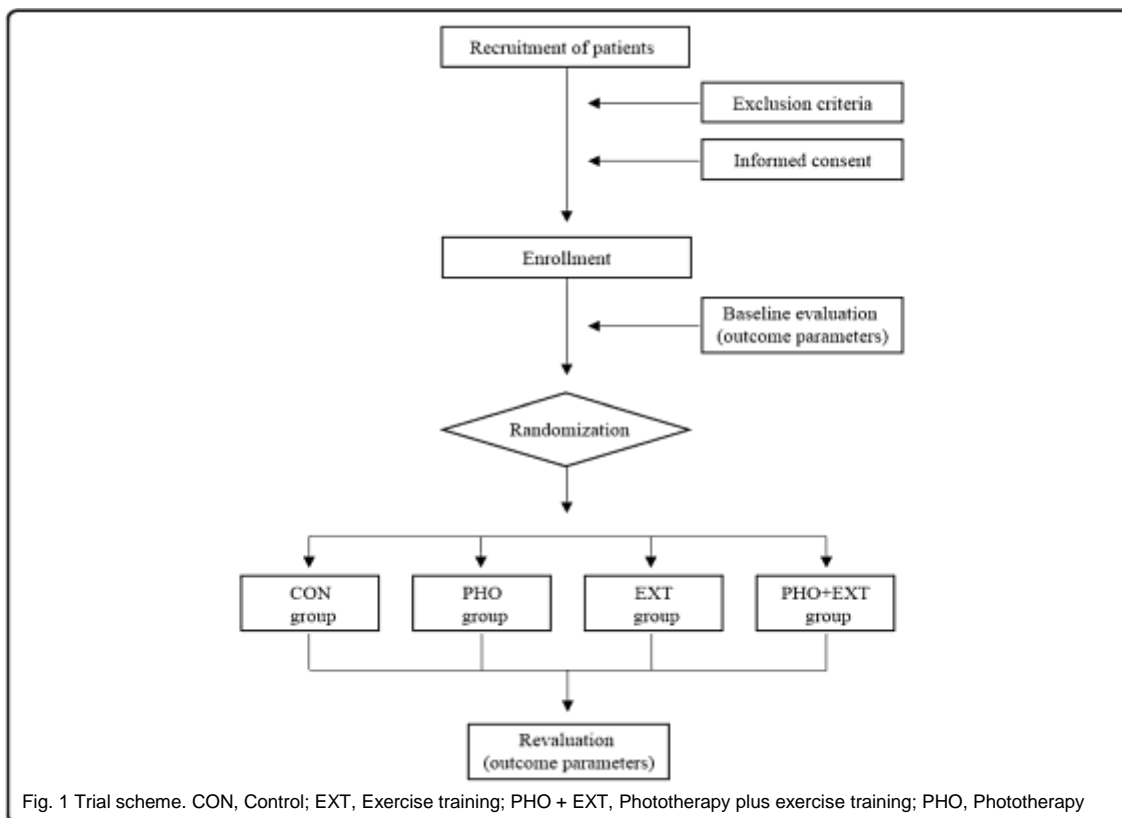 Recruitment of patients
Exclusion criteria
Informed consent
Enrollment
Baseline evaluation
(outcome parameters)
Randomization
CON
group
PHO
group
EXT
group
PHO+EXT
group
Revaluation
(outcome parameters)
Fig. 1 Trial scheme. CON, Control; EXT, Exercise training; PHO + EXT, Phototherapy plus exercise training; PHO, Phototherapy